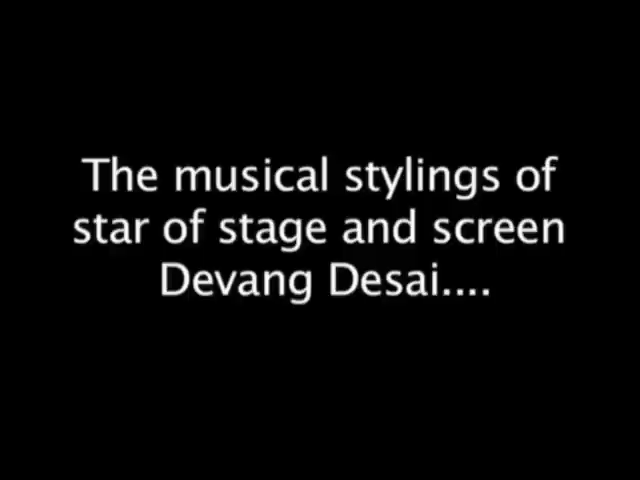 The musical stylings of
star of stage and screen
Devang Desai....